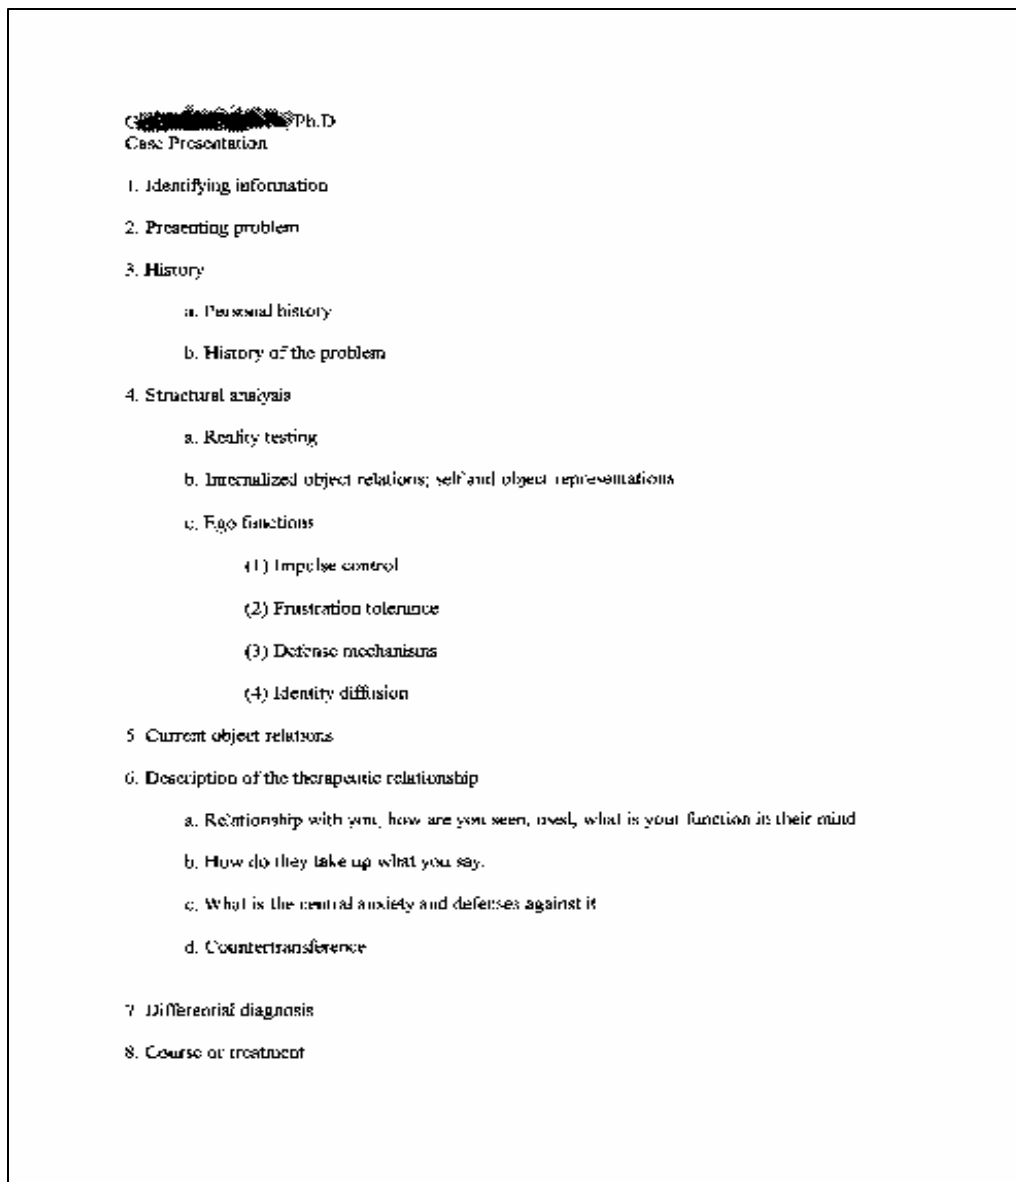 Ph.D
Case Presentation
1. Identifying information
2. Presenting problem
3. History
a. Personal history
b. History of the problem
4. Structural analysis
a. Reality testing
b. Internalized object relations; self and object representations
c. Ego functions
(1) Impulse control
(2) Frustration tolerance
(3) Defense mechanisms
(4) Identity diffusion
5 Current object relations
6. Description of the therapeutic relationship
a. Relationship with you, how are you seen, used, what is your function in their mind
b. How do they take up what you say.
c. What is the central anxiety and defenses against it
d. Countertransference
7 Differential diagnosis
8. Course or treatment